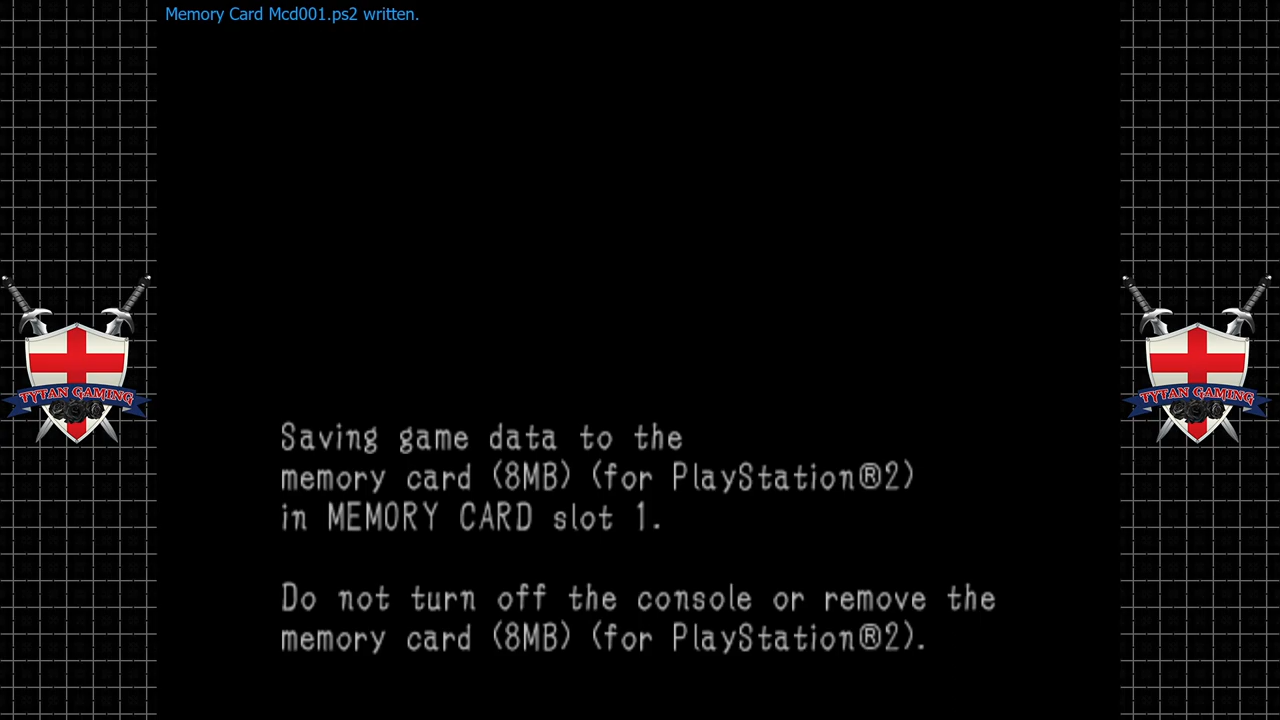 Memory Card Mcd001.ps2 written.
TYTAN GAMING
TYTAN GAMING
Saving game data to the
memory card (8MB) (for PlayStation®2)
in MEMORY CARD slot 1.
Do not turn off the console or remove the
memory card (8MB) (for PlayStation®2).